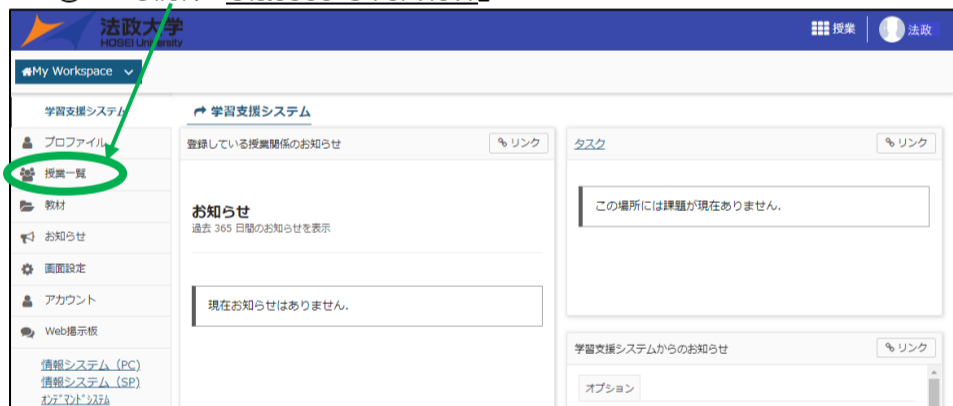 法政大学
HOSEI University
授業
法政
My Workspace
学習支援システム
学習支援システム
プロファイル
授業一覧
教材
お知らせ
画面設定
アカウント
Web掲示板
情報システム（PC)
情報システム（SP)
ｵﾝﾃﾞﾏﾝﾄﾞｼｽﾃﾑ
登録している授業関係のお知らせ
リンク
お知らせ
過去 365 日間のお知らせを表示
現在お知らせはありません.
タスク
リンク
この場所には課題が現在ありません.
学習支援システムからのお知らせ
リンク
オプション